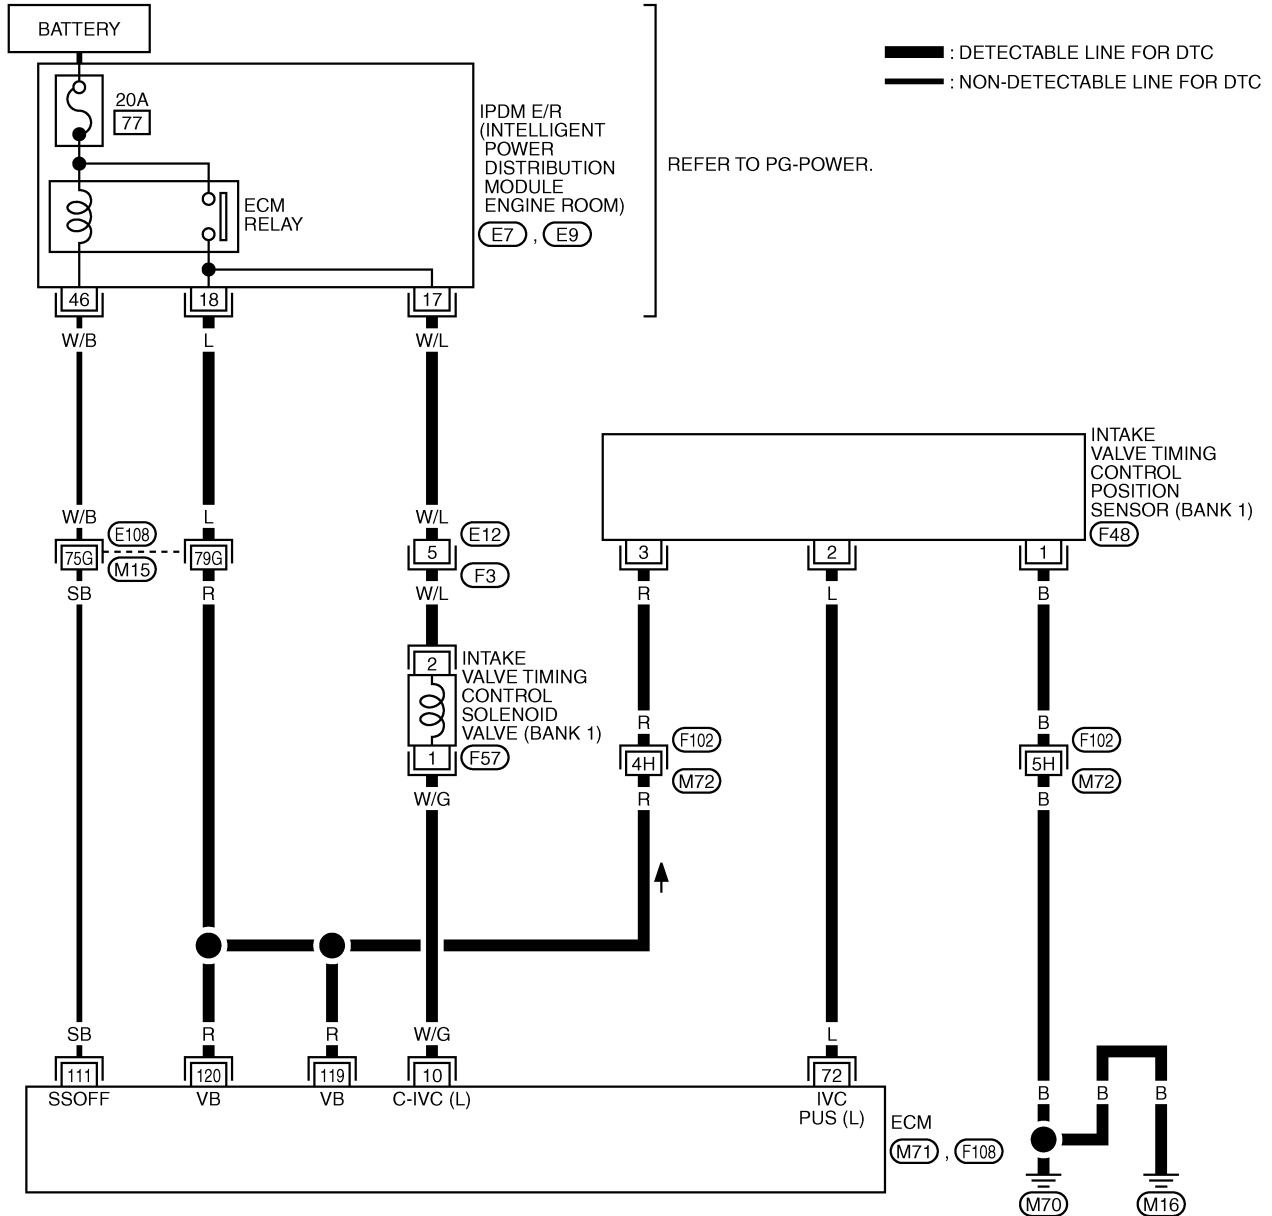 BATTERY
: DETECTABLE LINE FOR DTC
: NON-DETECTABLE LINE FOR DTC
20A
77
IPDM E/R
(INTELLIGENT
POWER
DISTRIBUTION
MODULE
ENGINE ROOM)
E7 , E9
REFER TO PG-POWER.
ECM
RELAY
46 18 17
W/B L W/L
INTAKE
VALVE TIMING
CONTROL
POSITION
SENSOR (BANK 1)
F48
W/B L W/L
E108 E12
75G 79G 5 3 2 1
M15 F3
SB R W/L R L B
2
INTAKE
VALVE TIMING
CONTROL
SOLENOID
VALVE (BANK 1)
1 F57
R B
F102 F102
4H 5H
M72 M72
W/G R B
SB R R W/G L
111 120 119 10 72
SSOFF VB VB C-IVC (L) IVC
PUS (L)
B B B
ECM
M71 , F108
M70 M16